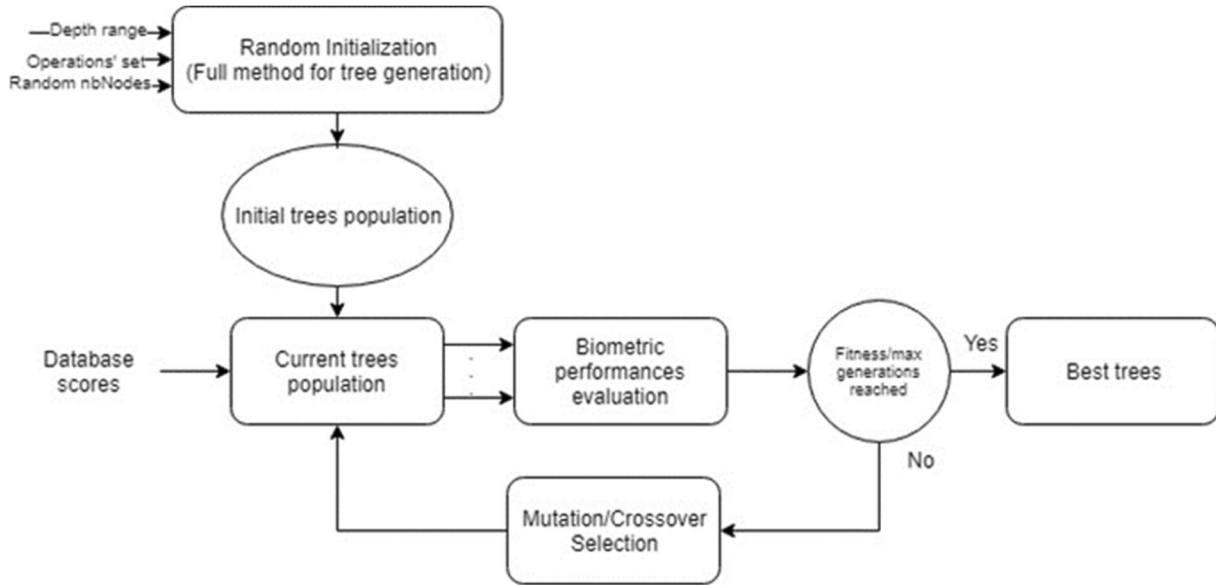 Depth range
Operations' set
Random nbNodes
Random Initialization
(Full method for tree generation)
Initial trees population
Database
scores
Current trees
population
Biometric
performances
evaluation
Fitness/max
generations
reached
Yes
Best trees
No
Mutation/Crossover
Selection